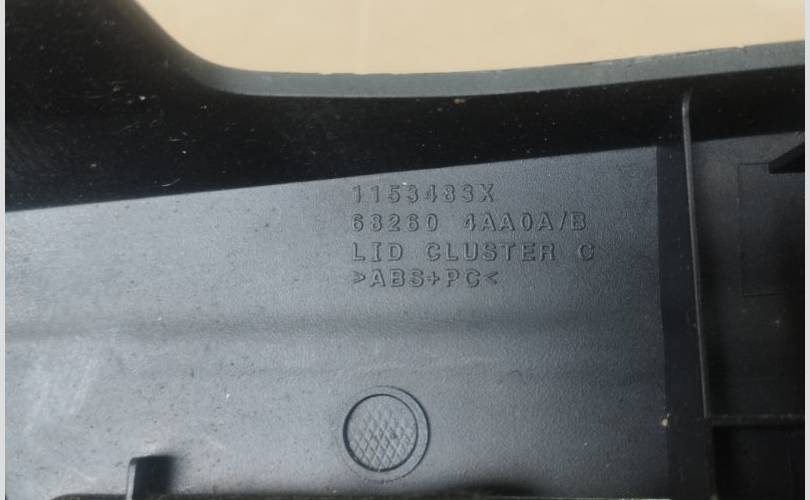 1153483X
68260 4AA0A/B
LID CLUSTER C
>ABS+PC<